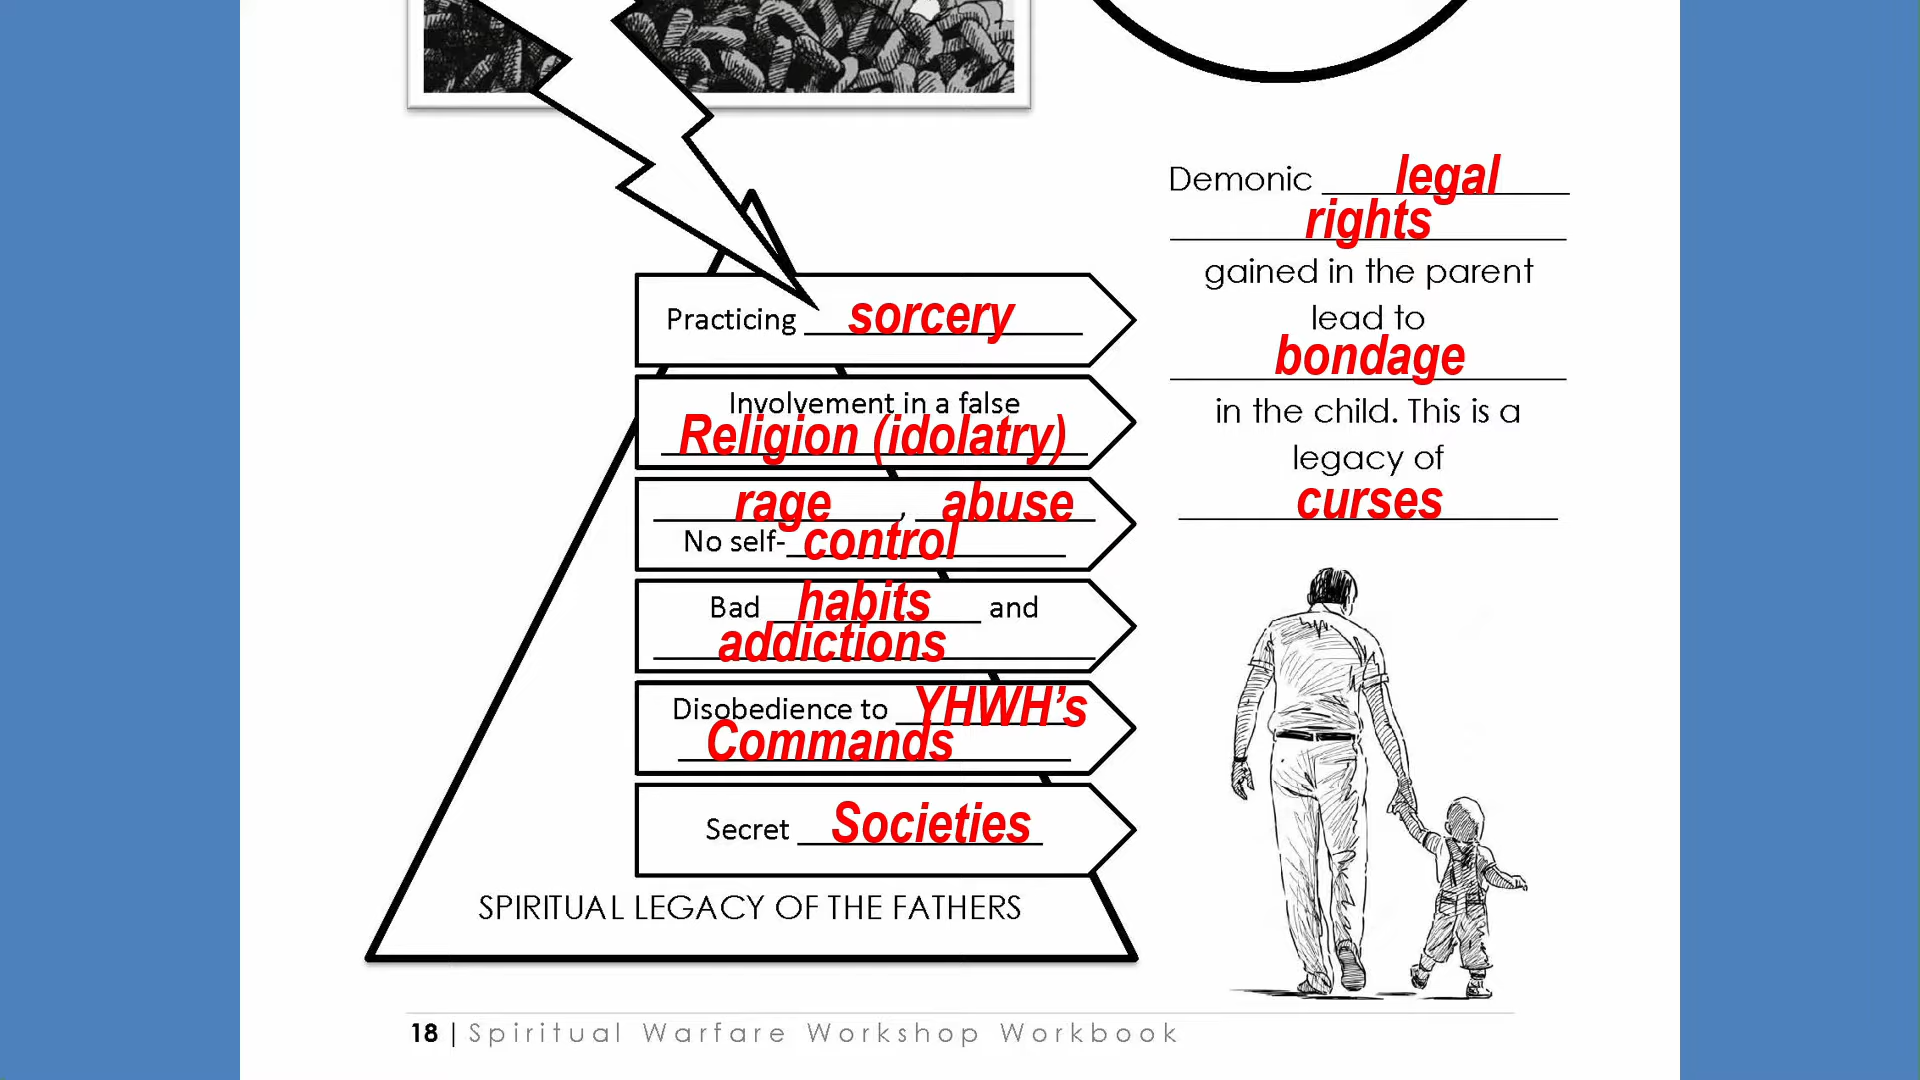 Demonic legal
rights
gained in the parent
lead to
bondage
in the child. This is a
legacy of
curses
Practicing sorcery
Involvement in a false
Religion (idolatry)
rage, abuse
No self-control
Bad habits and
addictions
Disobedience to YHWH's
Commands
Secret Societies
SPIRITUAL LEGACY OF THE FATHERS
18 | Spiritual Warfare Workshop Workbook